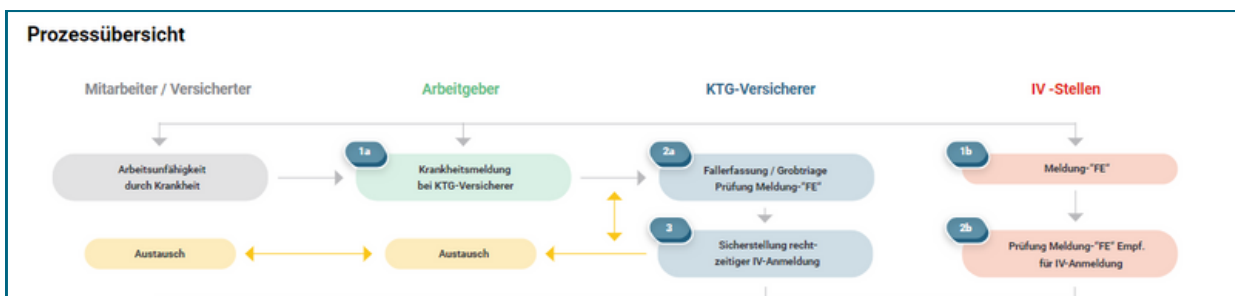 Prozessübersicht
Mitarbeiter / Versicherter
Arbeitgeber
KTG-Versicherer
IV -Stellen
1a
2a
1b
Arbeitsunfähigkeit
durch Krankheit
Krankheitsmeldung
bei KTG-Versicherer
Fallerfassung / Grobtriage
Prüfung Meldung-"FE"
Meldung-"FE"
3
2b
Austausch
Austausch
Sicherstellung recht-
zeitiger IV-Anmeldung
Prüfung Meldung-"FE" Empf.
für IV-Anmeldung